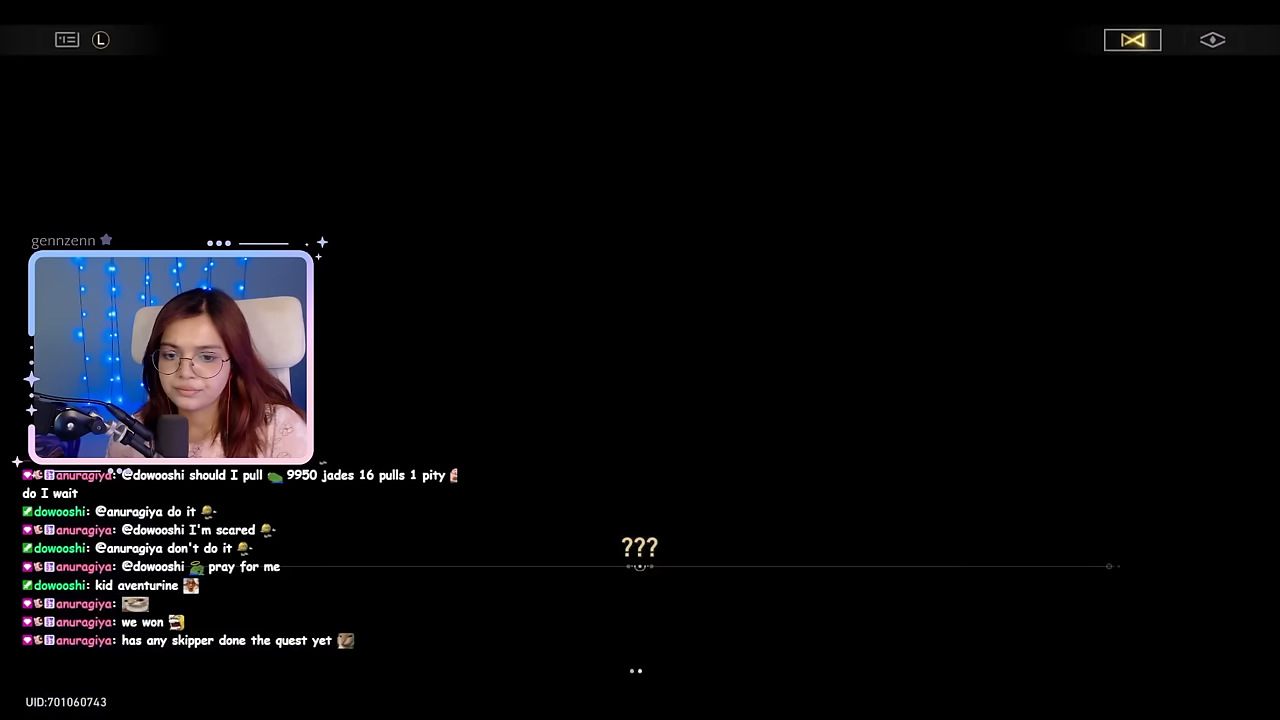 L
gennzenn
anuragiya: @dowooshi should I pull 9950 jades 16 pulls 1 pity
do I wait
dowooshi: @anuragiya do it
anuragiya: @dowooshi I'm scared
dowooshi: @anuragiya don't do it
anuragiya: @dowooshi pray for me
dowooshi: kid aventurine
anuragiya:
anuragiya: we won
anuragiya: has any skipper done the quest yet
???
UID:701060743